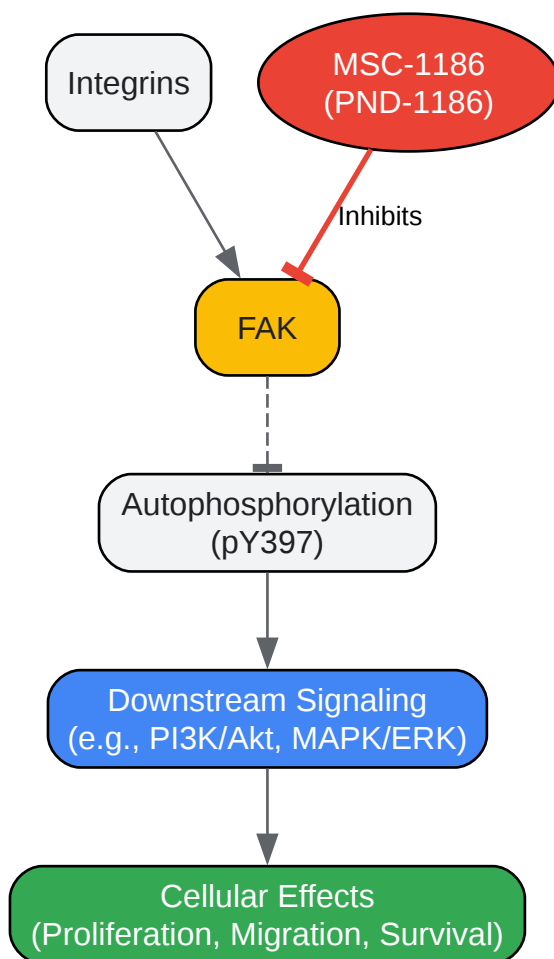 Integrins
MSC-1186
(PND-1186)
Inhibits
FAK
Autophosphorylation
(pY397)
Downstream Signaling
(e.g., PI3K/Akt, MAPK/ERK)
Cellular Effects
(Proliferation, Migration, Survival)